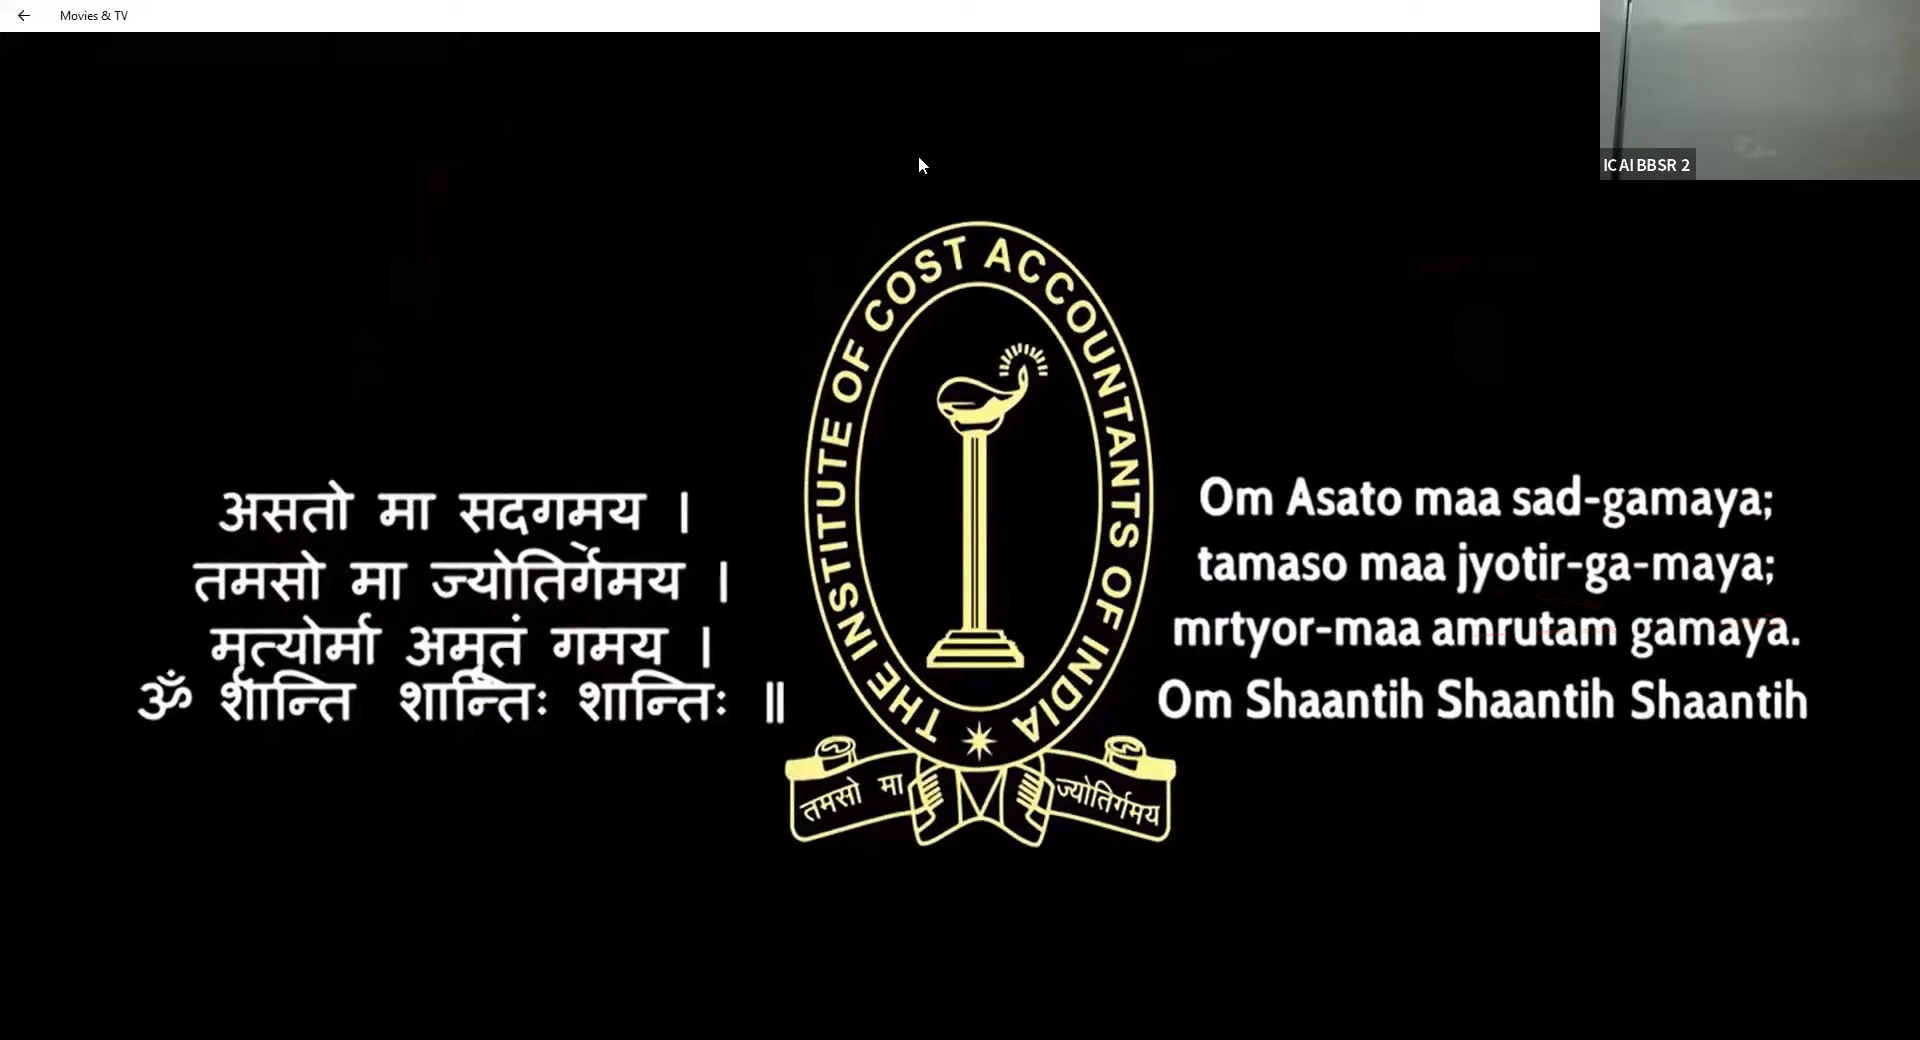 Movies & TV
ICAI BBSR 2
असतो मा सदगमय ।
तमसो मा ज्योतिर्गमय ।
मृत्योर्मा अमृतं गमय ।
ॐ शान्ति शान्तिः शान्तिः ॥
THE INSTITUTE OF COST ACCOUNTANTS OF INDIA
तमसो मा ज्योतिर्गमय
Om Asato maa sad-gamaya;
tamaso maa jyotir-ga-maya;
mrtyor-maa amrutam gamaya.
Om Shaantih Shaantih Shaantih